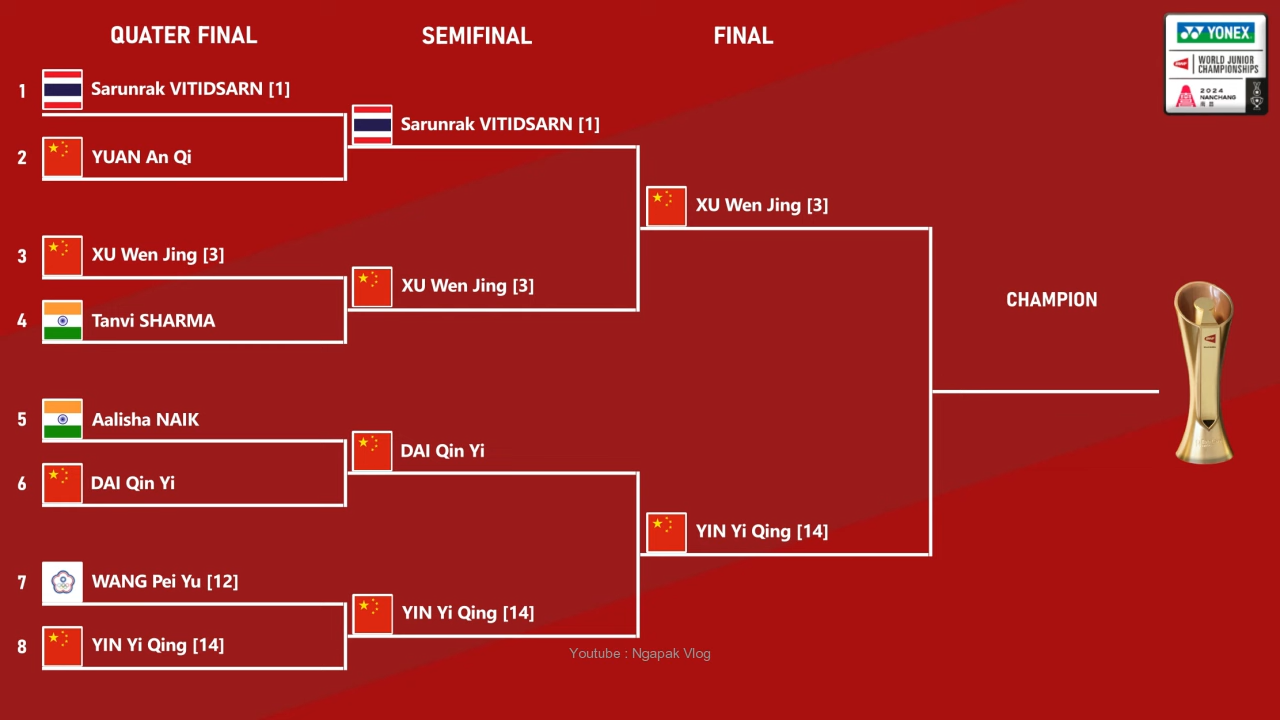 QUATER FINAL
SEMIFINAL
FINAL
YONEX
WORLD JUNIOR
CHAMPIONSHIPS
2024
NANCHANG
南昌
1 Sarunrak VITIDSARN [1]
2 YUAN An Qi
3 XU Wen Jing [3]
4 Tanvi SHARMA
5 Aalisha NAIK
6 DAI Qin Yi
7 WANG Pei Yu [12]
8 YIN Yi Qing [14]
Sarunrak VITIDSARN [1]
XU Wen Jing [3]
DAI Qin Yi
YIN Yi Qing [14]
XU Wen Jing [3]
YIN Yi Qing [14]
CHAMPION
Youtube : Ngapak Vlog